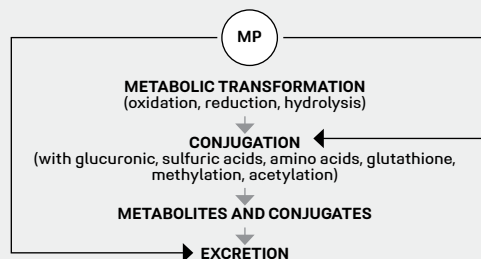 MP
METABOLIC TRANSFORMATION
(oxidation, reduction, hydrolysis)
CONJUGATION
(with glucuronic, sulfuric acids, amino acids, glutathione,
methylation, acetylation)
METABOLITES AND CONJUGATES
EXCRETION